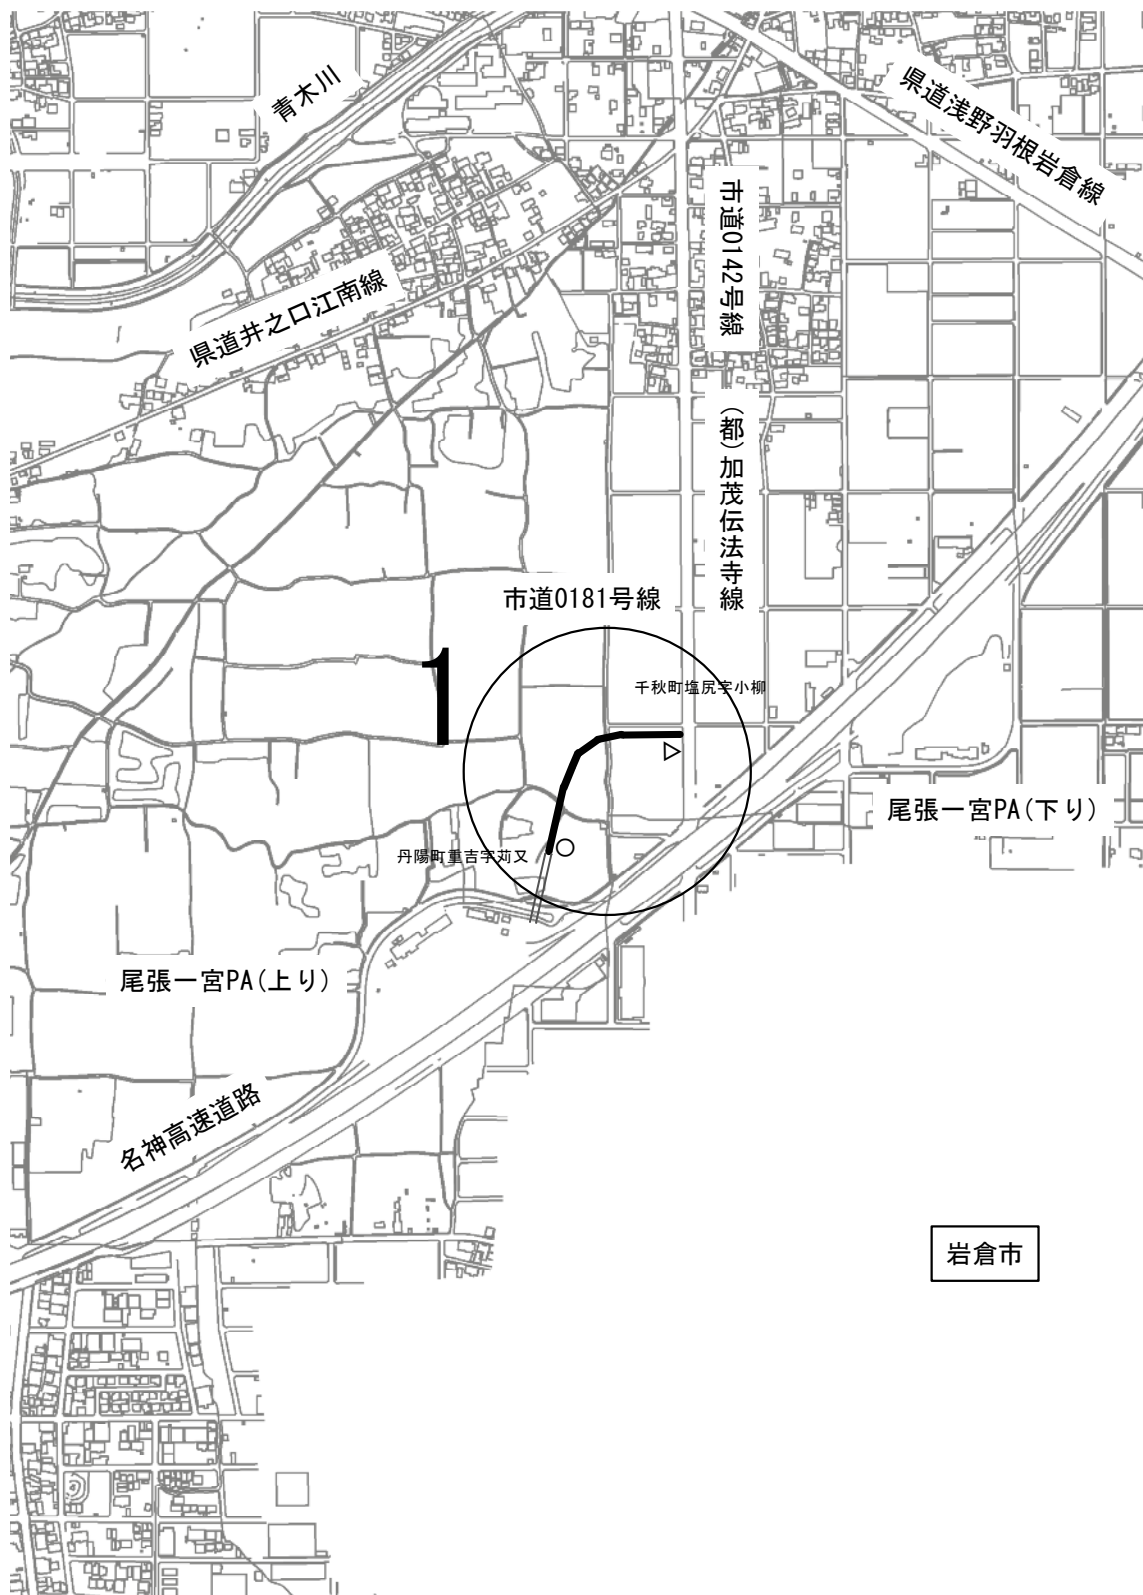 青木川
県道浅野羽根岩倉線
市道0142号線
県道井之口江南線
(都)加茂伝法寺線
市道0181号線
1
千秋町塩尻字小柳
尾張一宮PA(下り)
丹陽町重吉字苅又
尾張一宮PA(上り)
名神高速道路
岩倉市